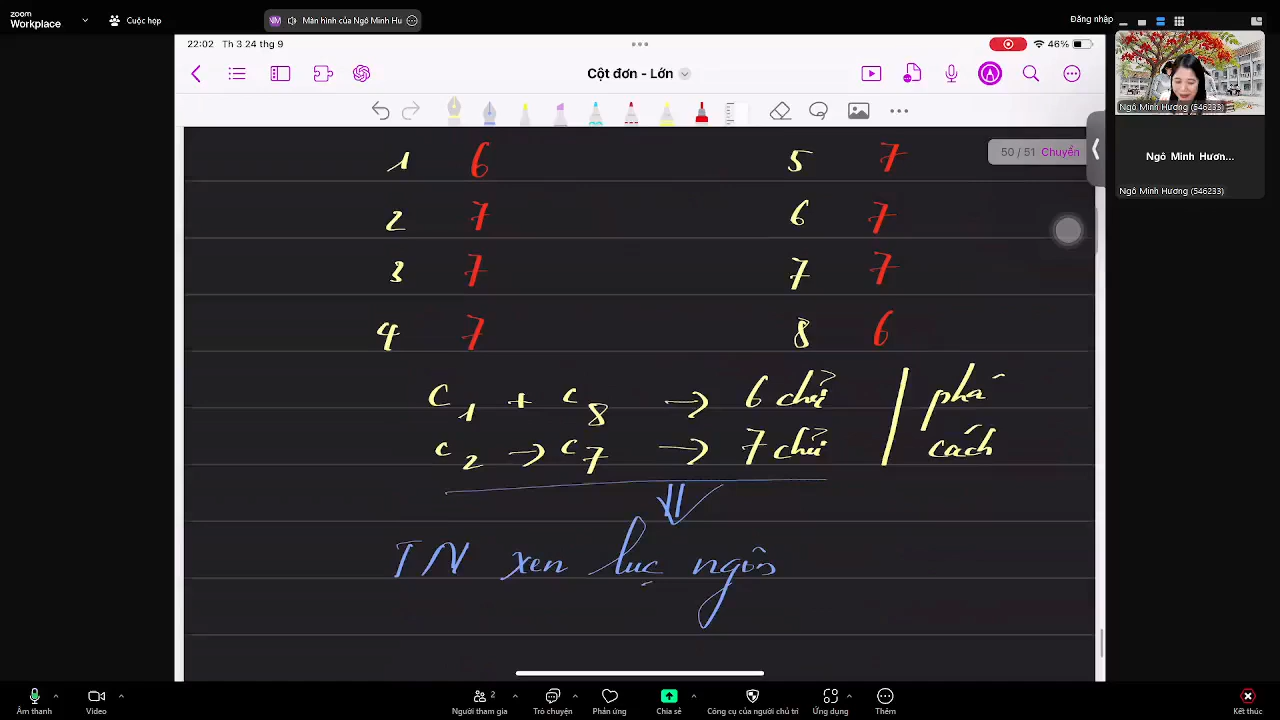 zoom
Workplace
Cuộc họp
Màn hình của Ngô Minh Hu
Đăng nhập
22:02 Th 3 24 thg 9
46%
Cột đơn - Lớn
50 / 51 Chuyển
Ngô Minh Hương (546233)
Ngô Minh Hươn...
Ngô Minh Hương (546233)
1 6 5 7
2 7 6 7
3 7 7 7
4 7 8 6
C1 + C8 → 6 chữ phá
C2 → C7 → 7 chữ cách
TN xen lục ngôn
Âm thanh
Video
2
Người tham gia
Trò chuyện
Phản ứng
Chia sẻ
Công cụ của người chủ trì
Ứng dụng
Thêm
Kết thúc